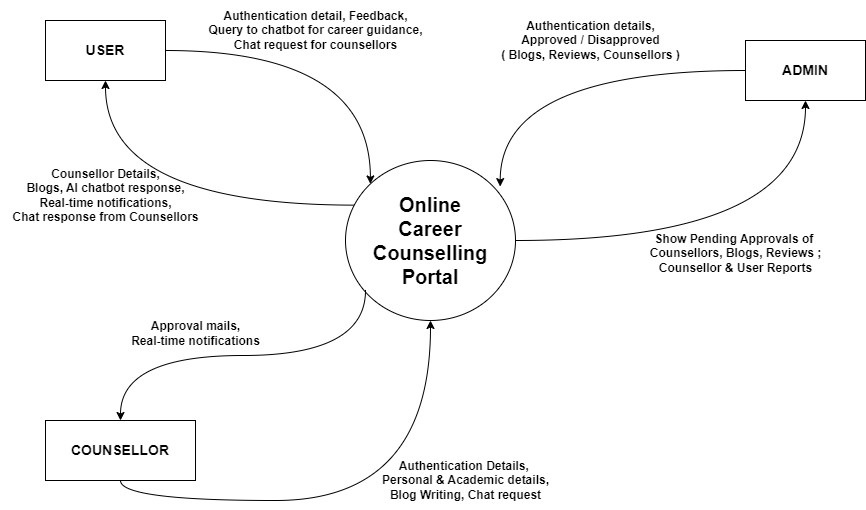 Authentication detail, Feedback,
Query to chatbot for career guidance,
Chat request for counsellors
USER
Authentication details,
Approved / Disapproved
( Blogs, Reviews, Counsellors )
ADMIN
Counsellor Details,
Blogs, AI chatbot response,
Real-time notifications,
Chat response from Counsellors
Online
Career
Counselling
Portal
Show Pending Approvals of
Counsellors, Blogs, Reviews ;
Counsellor & User Reports
Approval mails,
Real-time notifications
COUNSELLOR
Authentication Details,
Personal & Academic details,
Blog Writing, Chat request